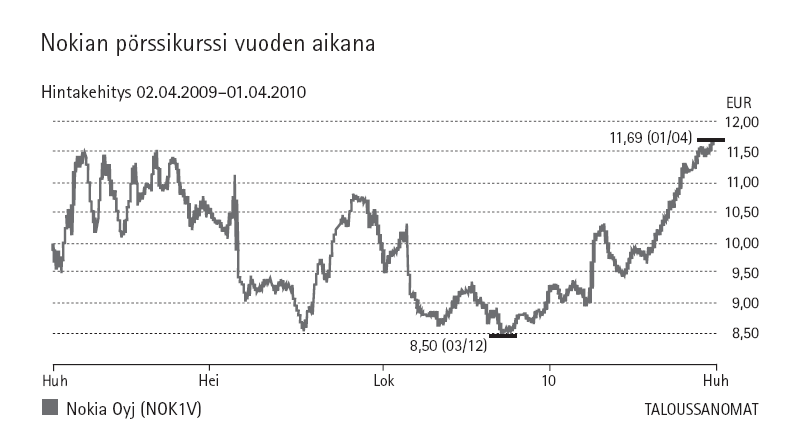 Nokian pörssikurssi vuoden aikana
Hintakehitys 02.04.2009–01.04.2010
EUR
12,00
11,69 (01/04)
11,50
11,00
10,50
10,00
9,50
9,00
8,50
8,50 (03/12)
Huh Hei Lok 10 Huh
Nokia Oyj (NOK1V)
TALOUSSANOMAT